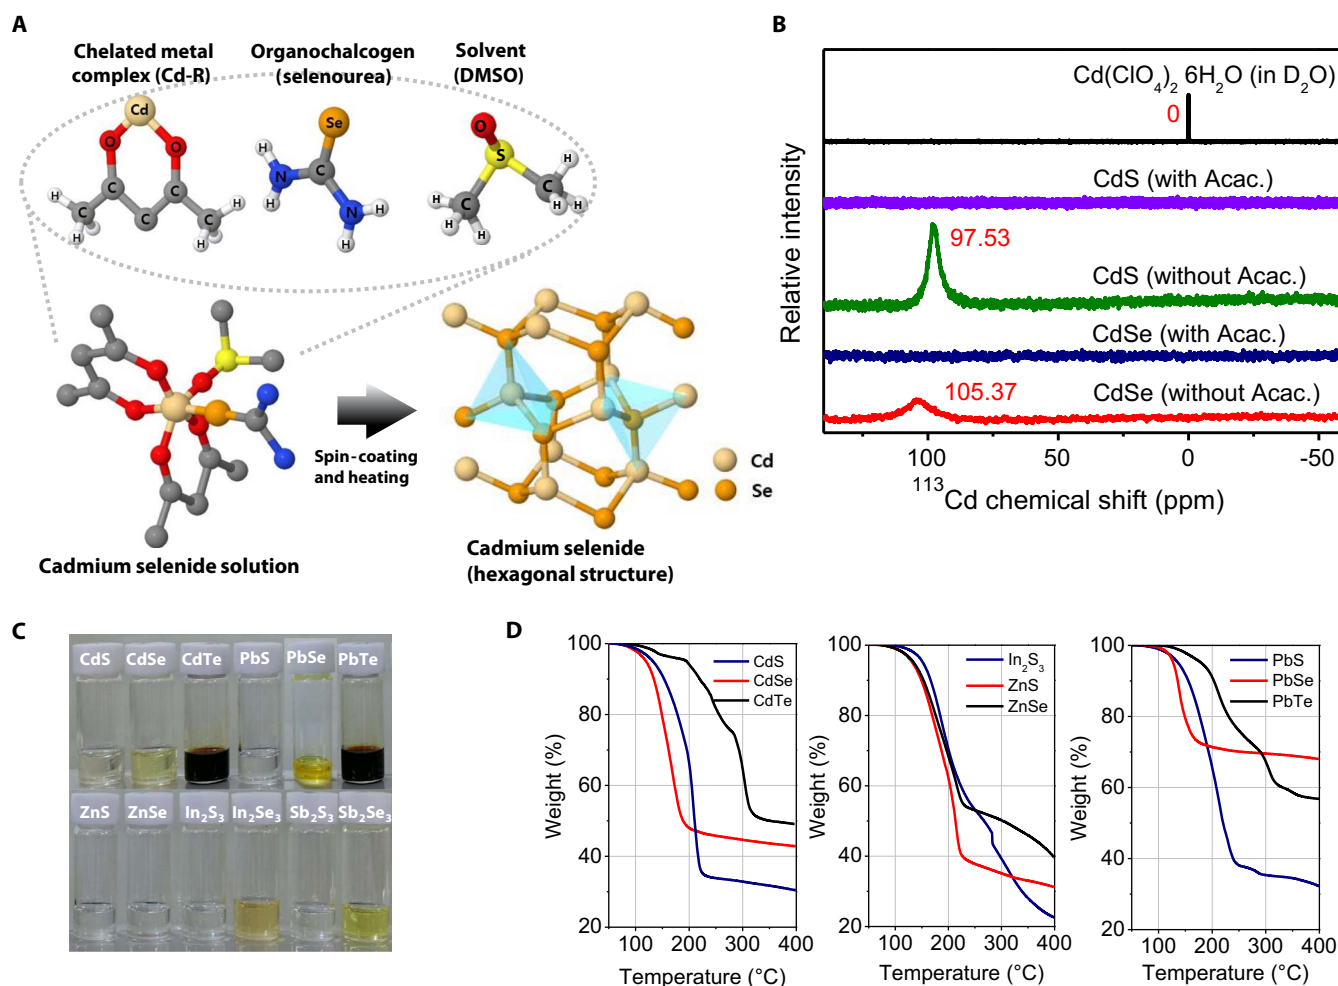 A
Chelated metal
complex (Cd-R)
Organochalcogen
(selenourea)
Solvent
(DMSO)
Cd
O
O
C
C
C
C
C
H
H
H
H
H
H
Se
C
N
N
H
H
H
H
O
S
C
C
H
H
H
H
H
H
Spin-coating
and heating
Cd
Se
Cadmium selenide solution
Cadmium selenide
(hexagonal structure)
B
Relative intensity
Cd(ClO4)2 6H2O (in D2O)
0
CdS (with Acac.)
97.53
CdS (without Acac.)
CdSe (with Acac.)
105.37
CdSe (without Acac.)
100 50 0 -50
113Cd chemical shift (ppm)
C
CdS CdSe CdTe PbS PbSe PbTe
ZnS ZnSe In2S3 In2Se3 Sb2S3 Sb2Se3
D
Weight (%)
100
80
60
40
20
CdS
CdSe
CdTe
100 200 300 400
Temperature (°C)
Weight (%)
100
80
60
40
20
In2S3
ZnS
ZnSe
100 200 300 400
Temperature (°C)
Weight (%)
100
80
60
40
20
PbS
PbSe
PbTe
100 200 300 400
Temperature (°C)